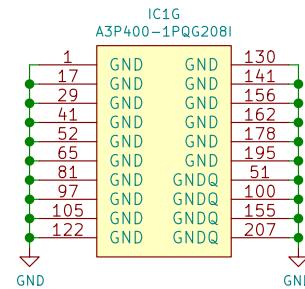 IC1G
A3P400-1PQG208I
1 GND GND 130
17 GND GND 141
29 GND GND 156
41 GND GND 162
52 GND GND 178
65 GND GND 195
81 GND GNDQ 51
97 GND GNDQ 100
105 GND GNDQ 155
122 GND GNDQ 207
GND GN